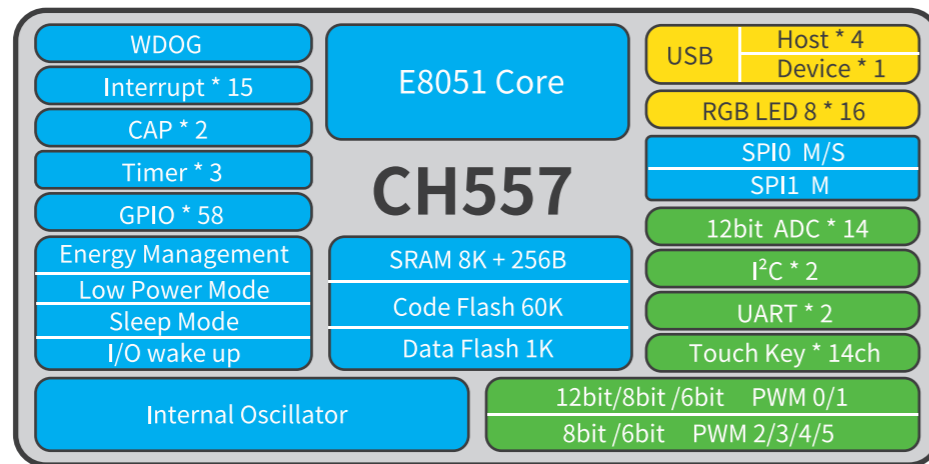 WDOG
Interrupt * 15
CAP * 2
Timer * 3
GPIO * 58
Energy Management
Low Power Mode
Sleep Mode
I/O wake up
E8051 Core
CH557
SRAM 8K + 256B
Code Flash 60K
Data Flash 1K
USB
Host * 4
Device * 1
RGB LED 8 * 16
SPI0 M/S
SPI1 M
12bit ADC * 14
I²C * 2
UART * 2
Touch Key * 14ch
Internal Oscillator
12bit/8bit /6bit PWM 0/1
8bit /6bit PWM 2/3/4/5